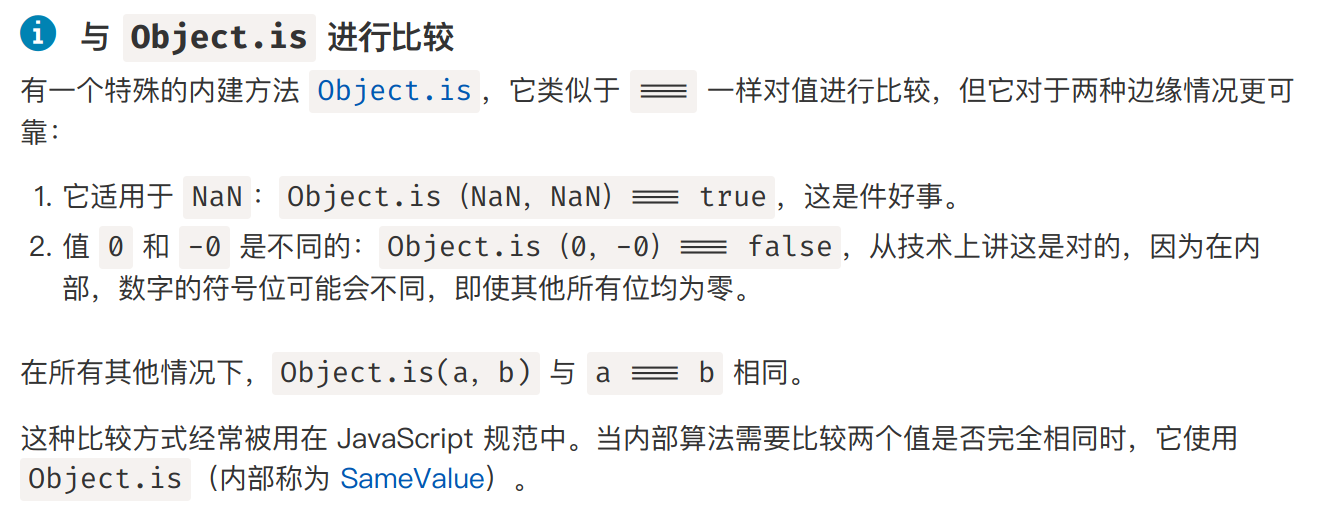 与 Object.is 进行比较
有一个特殊的内建方法 Object.is，它类似于 === 一样对值进行比较，但它对于两种边缘情况更可
靠：
1. 它适用于 NaN：Object.is（NaN，NaN）=== true，这是件好事。
2. 值 0 和 -0 是不同的：Object.is（0，-0）=== false，从技术上讲这是对的，因为在内
部，数字的符号位可能会不同，即使其他所有位均为零。
在所有其他情况下，Object.is(a, b) 与 a === b 相同。
这种比较方式经常被用在 JavaScript 规范中。当内部算法需要比较两个值是否完全相同时，它使用
Object.is（内部称为 SameValue）。